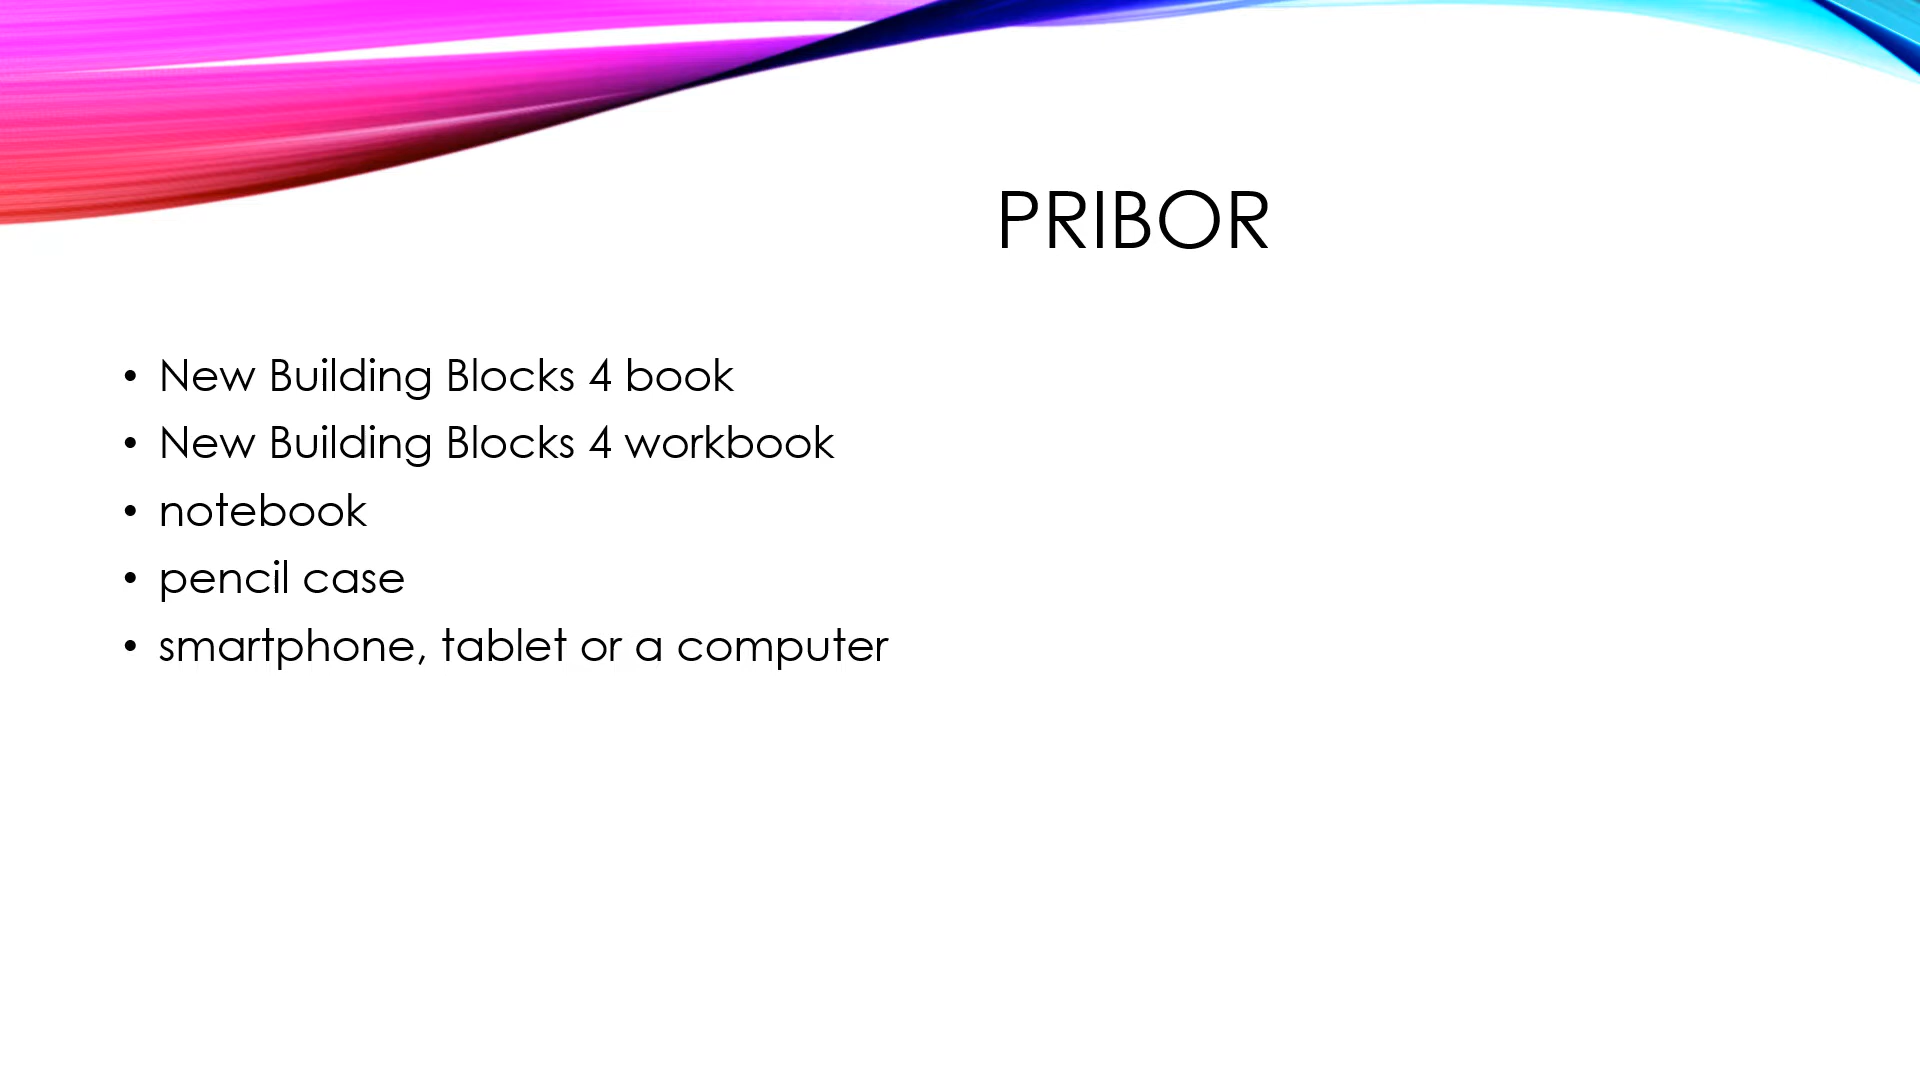 PRIBOR
• New Building Blocks 4 book
• New Building Blocks 4 workbook
• notebook
• pencil case
• smartphone, tablet or a computer